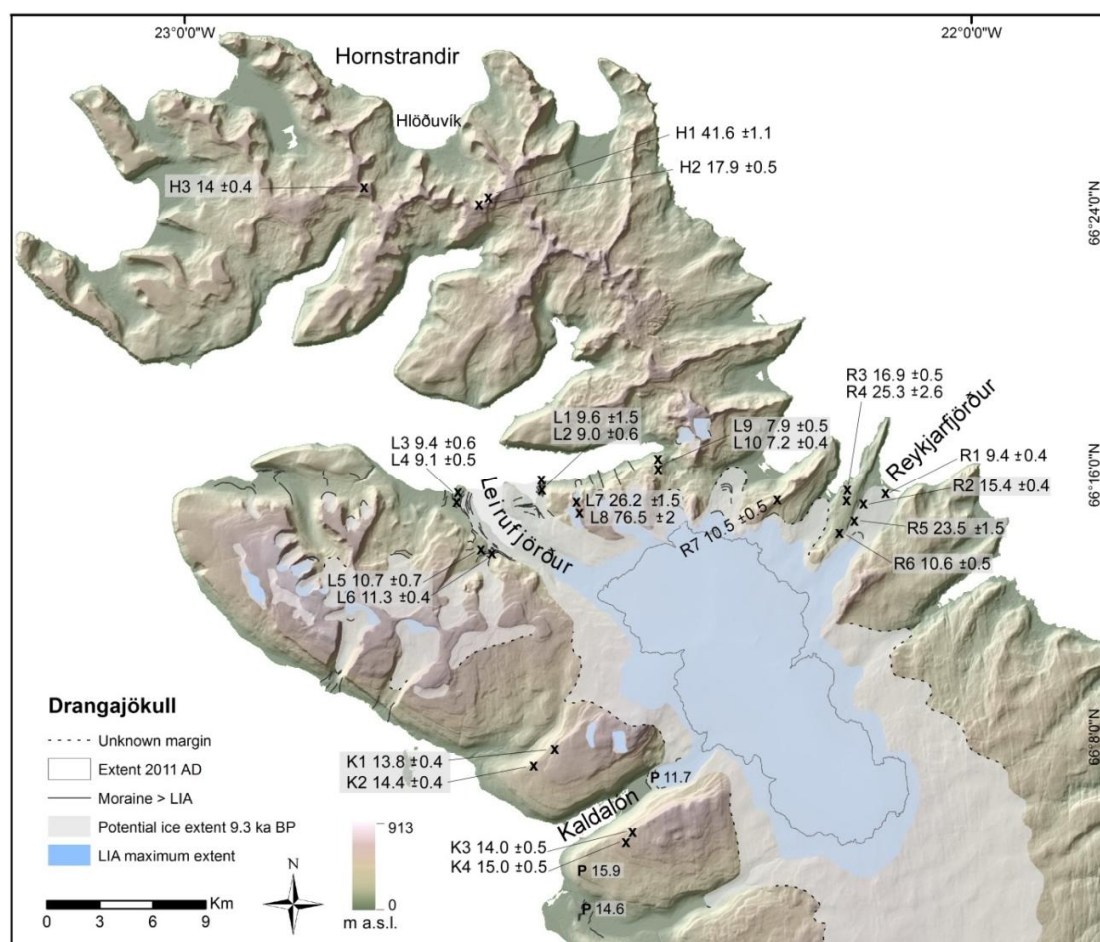 23°0'0"W
22°0'0"W
Hornstrandir
Hlöðuvík
H1 41.6 ±1.1
H2 17.9 ±0.5
H3 14 ±0.4
66°24'0"N
R3 16.9 ±0.5
R4 25.3 ±2.6
L1 9.6 ±1.5
L2 9.0 ±0.6
L9 7.9 ±0.5
L10 7.2 ±0.4
L3 9.4 ±0.6
L4 9.1 ±0.5
Reykjarfjörður
R1 9.4 ±0.4
66°16'0"N
R2 15.4 ±0.4
Leirufjörður
L7 26.2 ±1.5
L8 76.5 ±2
R7 10.5 ±0.5
R5 23.5 ±1.5
R6 10.6 ±0.5
L5 10.7 ±0.7
L6 11.3 ±0.4
Drangajökull
Unknown margin
Extent 2011 AD
Moraine > LIA
Potential ice extent 9.3 ka BP
LIA maximum extent
Km
0 3 6 9
N
913
0
m a.s.l.
66°8'0"N
K1 13.8 ±0.4
K2 14.4 ±0.4
P 11.7
Kaldalón
K3 14.0 ±0.5
K4 15.0 ±0.5
P 15.9
P 14.6